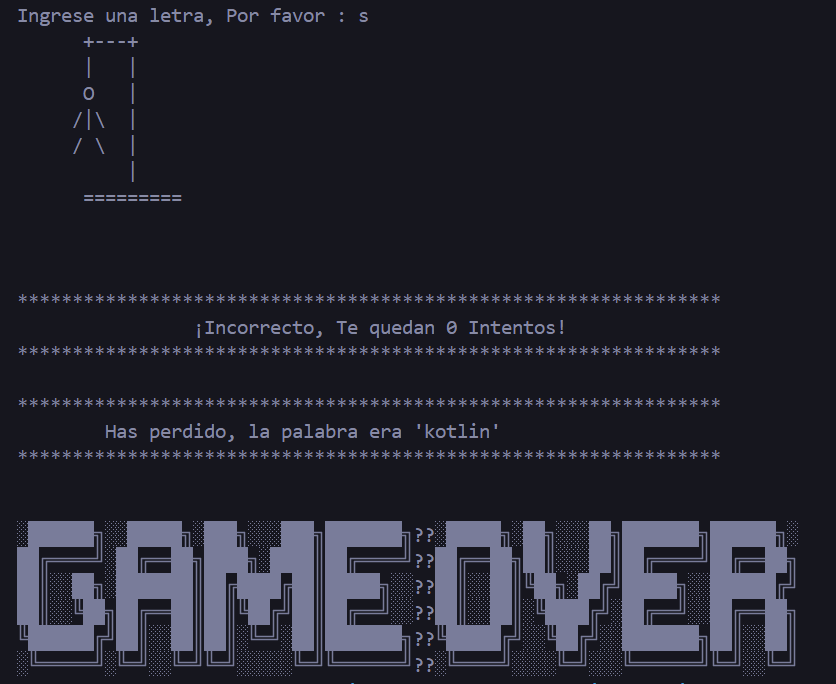 Ingrese una letra, Por favor : s
+---+
|   |
O   |
/|\  |
/ \  |
|
=========
*****************************************************************
¡Incorrecto, Te quedan 0 Intentos!
*****************************************************************
*****************************************************************
Has perdido, la palabra era 'kotlin'
*****************************************************************
GAME??OVER